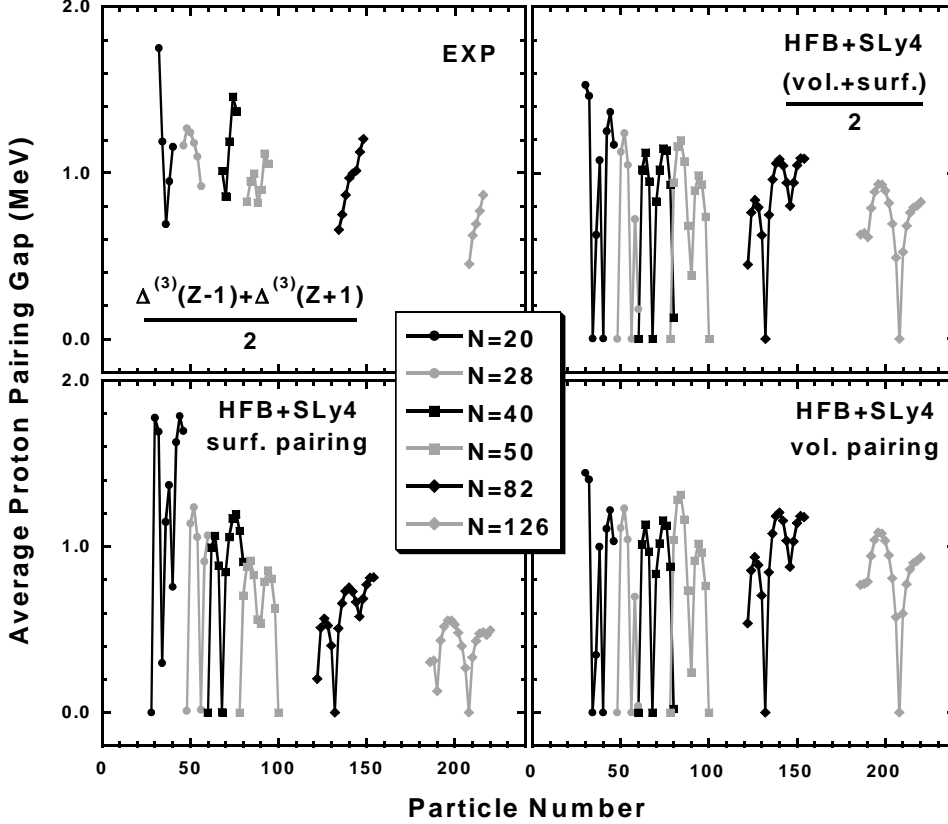 2.0
EXP
1.0
Δ(3)(Z-1)+Δ(3)(Z+1)
2
0.0
HFB+SLy4
(vol.+surf.)
2
N=20
N=28
N=40
N=50
N=82
N=126
2.0
HFB+SLy4
surf. pairing
1.0
0.0
HFB+SLy4
vol. pairing
0 50 100 150 200
0 50 100 150 200
Average Proton Pairing Gap (MeV)
Particle Number